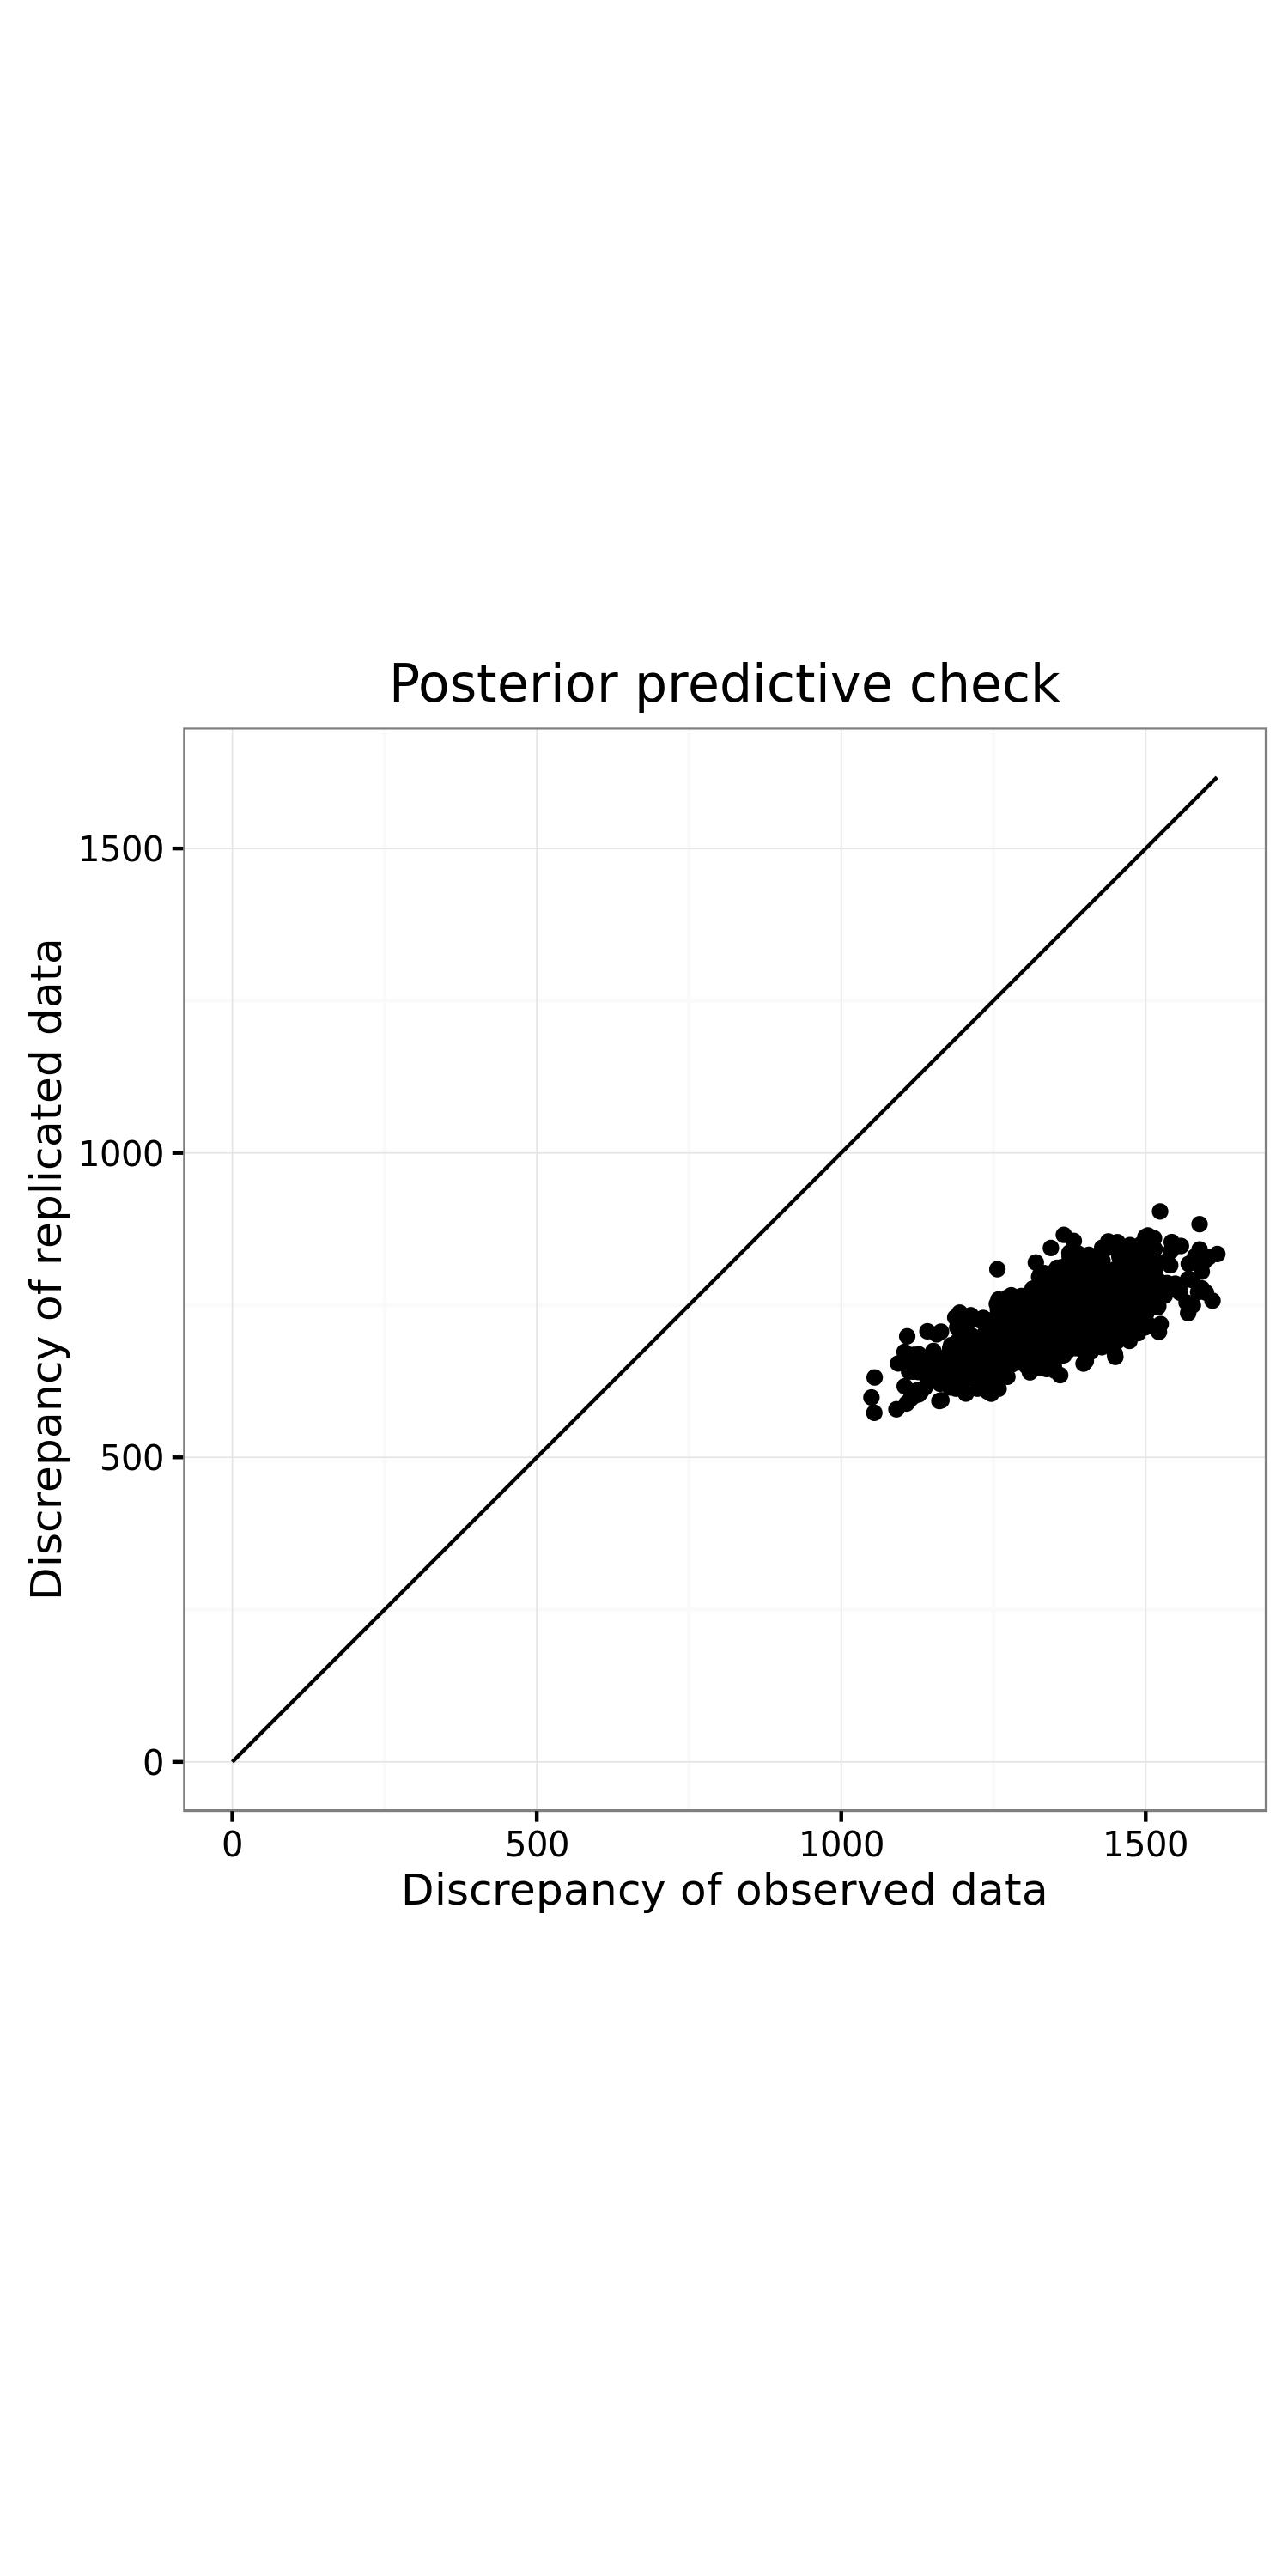 Posterior predictive check
1500
1000
500
0
Discrepancy of replicated data
0 500 1000 1500
Discrepancy of observed data